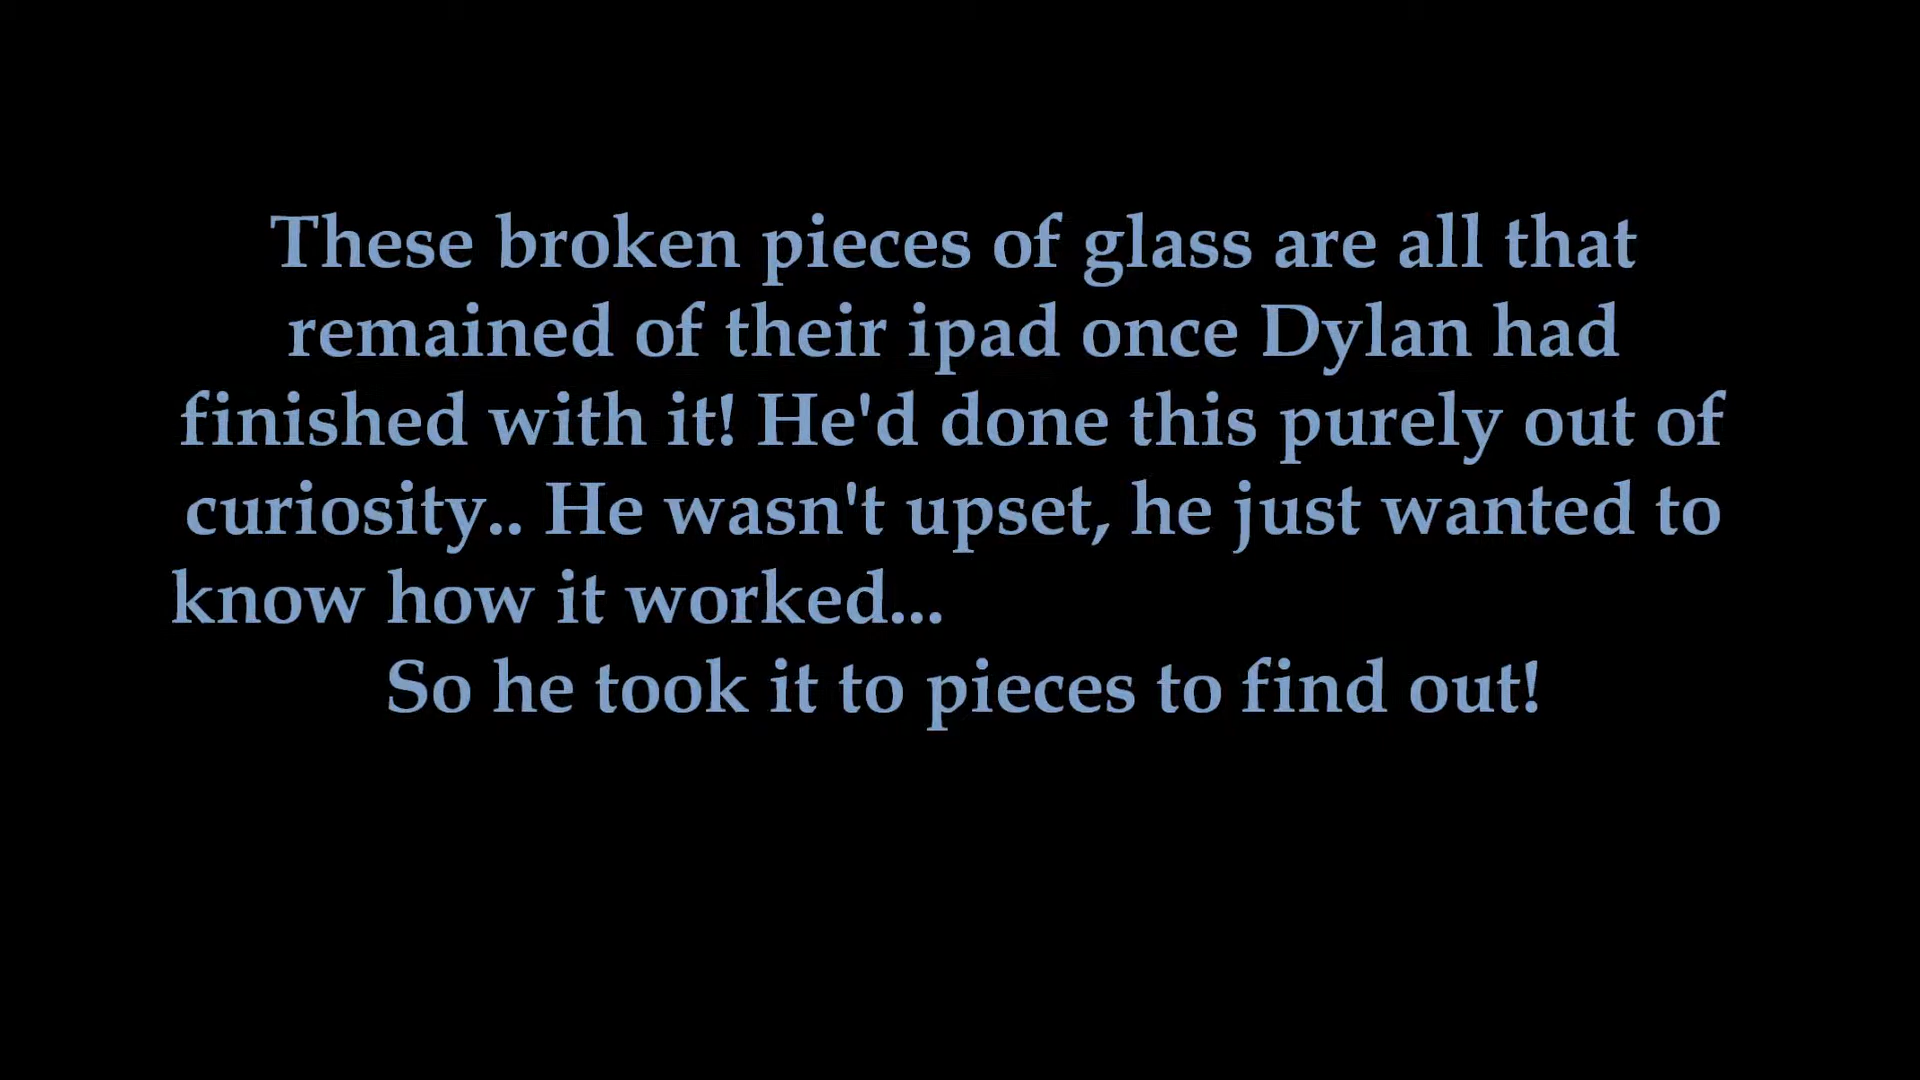 These broken pieces of glass are all that
remained of their ipad once Dylan had
finished with it! He'd done this purely out of
curiosity.. He wasn't upset, he just wanted to
know how it worked...
So he took it to pieces to find out!